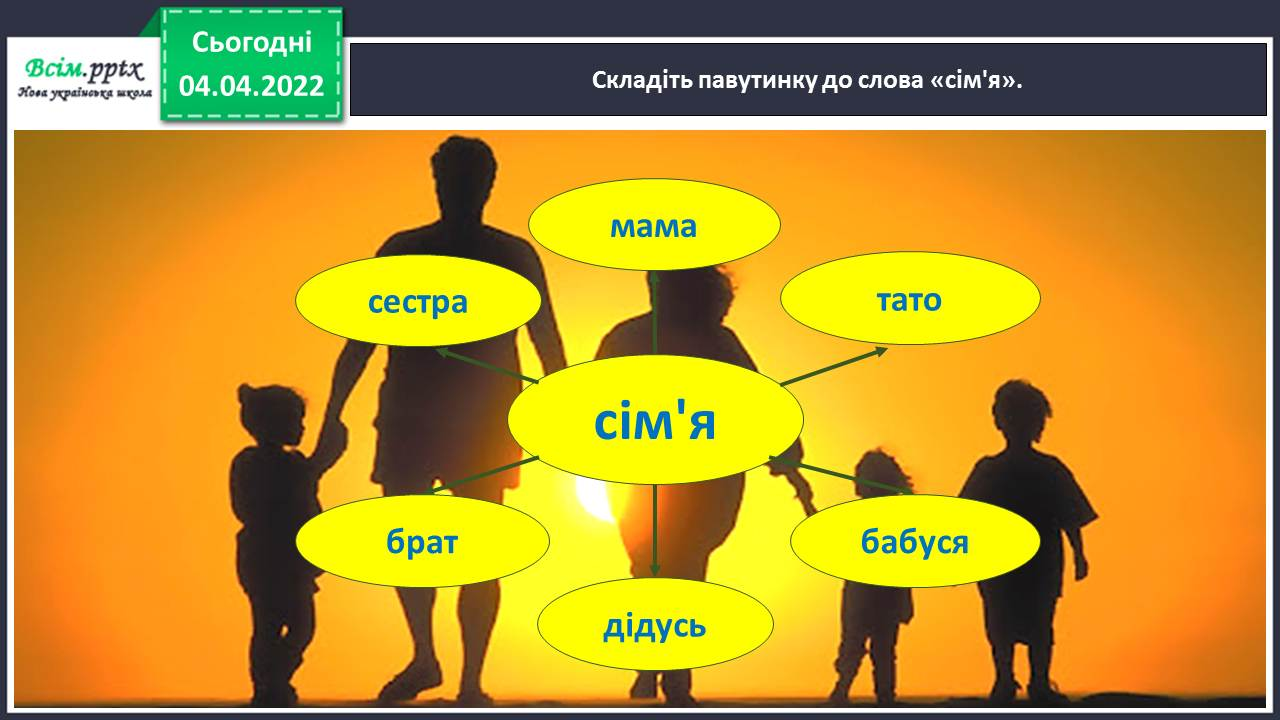 Всім.pptx
Нова українська школа
Сьогодні
04.04.2022
Складіть павутинку до слова «сім'я».
мама
сестра
тато
сім'я
брат
бабуся
дідусь